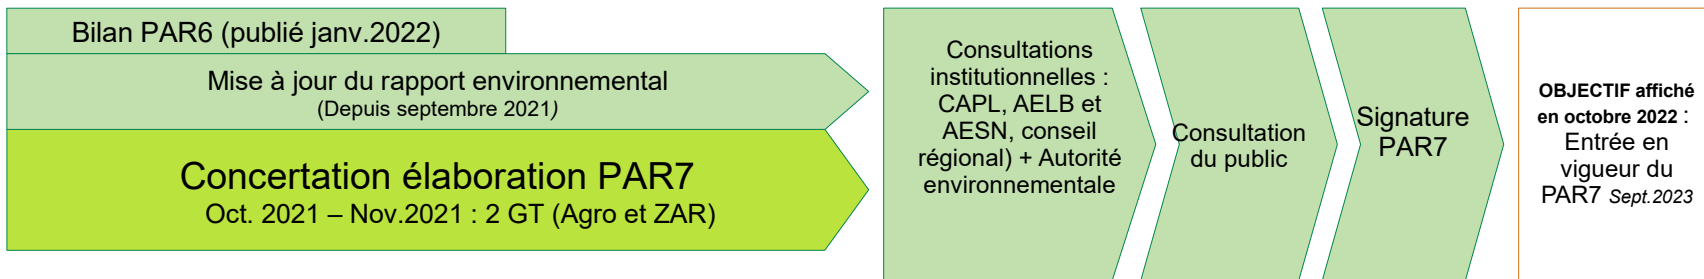 Bilan PAR6 (publié janv.2022)
Mise à jour du rapport environnemental
(Depuis septembre 2021)
Concertation élaboration PAR7
Oct. 2021 – Nov.2021 : 2 GT (Agro et ZAR)
Consultations
institutionnelles :
CAPL, AELB et
AESN, conseil
régional) + Autorité
environnementale
Consultation
du public
Signature
PAR7
OBJECTIF affiché
en octobre 2022 :
Entrée en
vigueur du
PAR7 Sept.2023